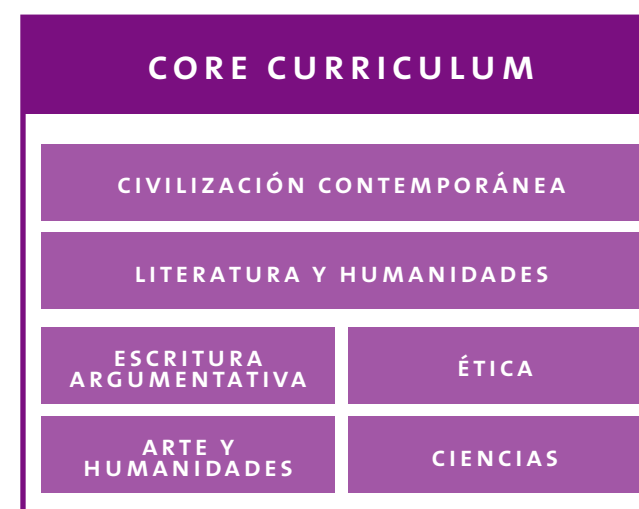 CORE CURRICULUM
CIVILIZACIÓN CONTEMPORÁNEA
LITERATURA Y HUMANIDADES
ESCRITURA
ARGUMENTATIVA
ÉTICA
ARTE Y
HUMANIDADES
CIENCIAS